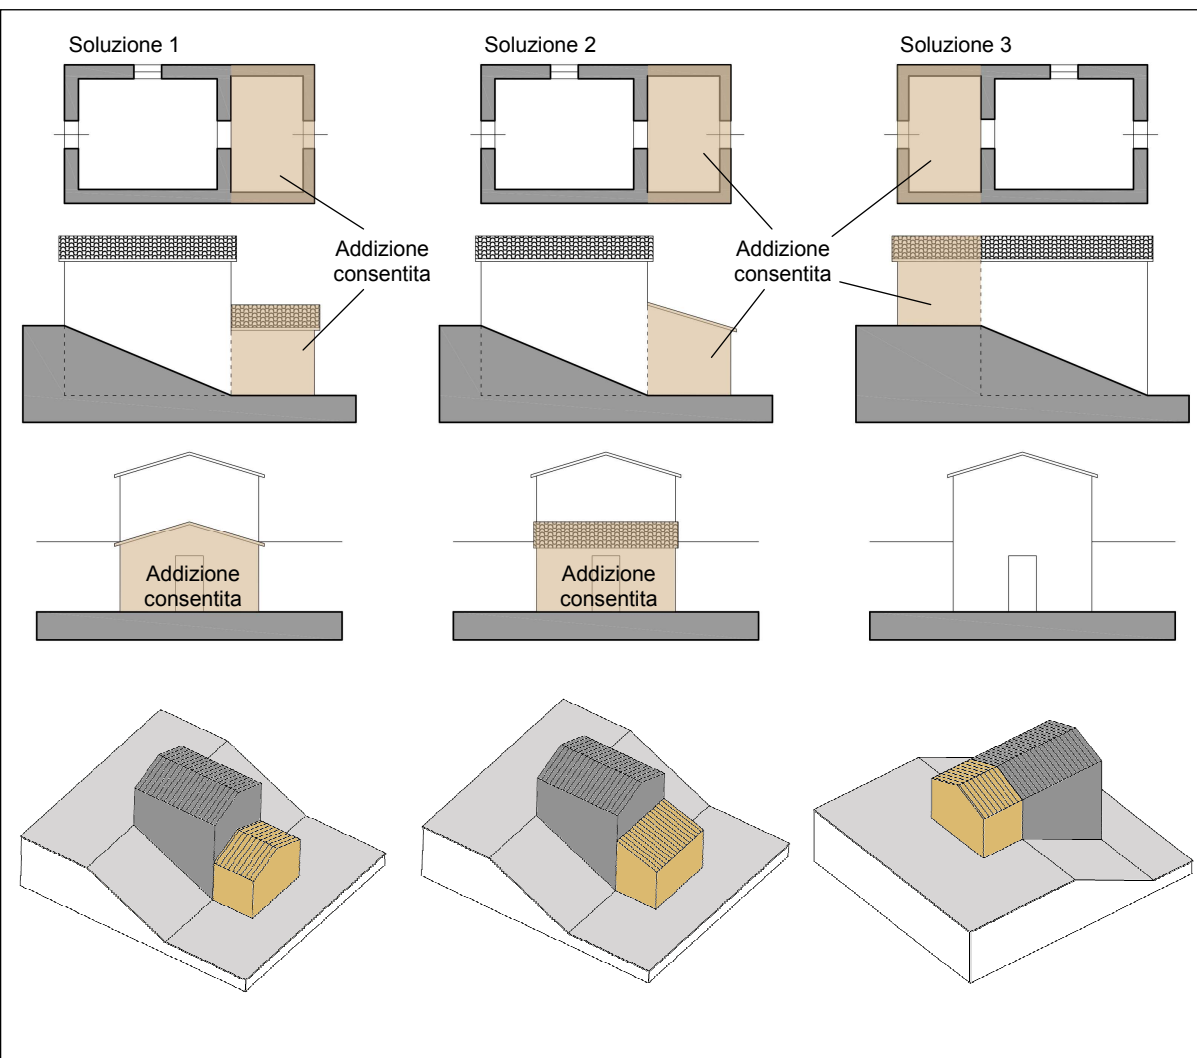 Soluzione 1
Soluzione 2
Soluzione 3
Addizione
consentita
Addizione
consentita
Addizione
consentita
Addizione
consentita